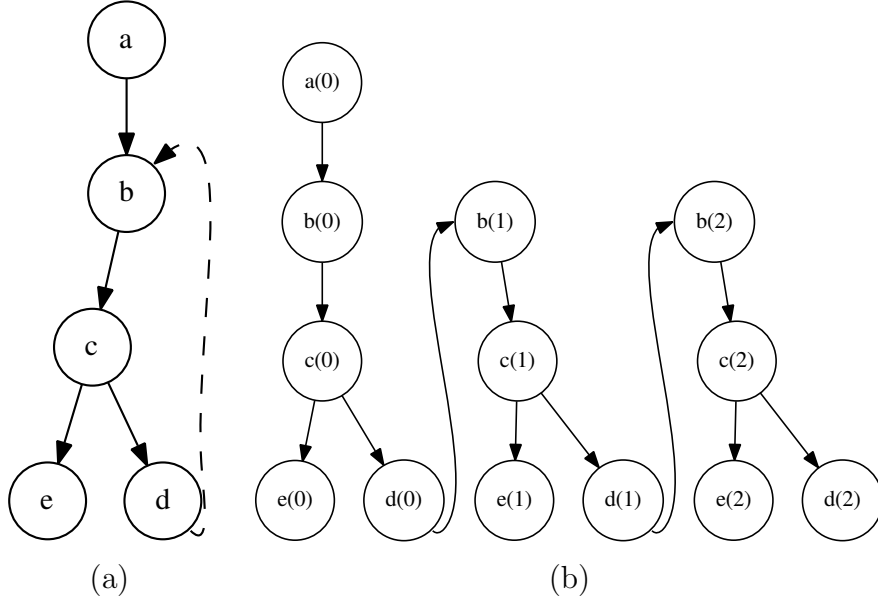 a
b
c
e
d
(a)
a(0)
b(0)
b(1)
b(2)
c(0)
c(1)
c(2)
e(0)
d(0)
e(1)
d(1)
e(2)
d(2)
(b)